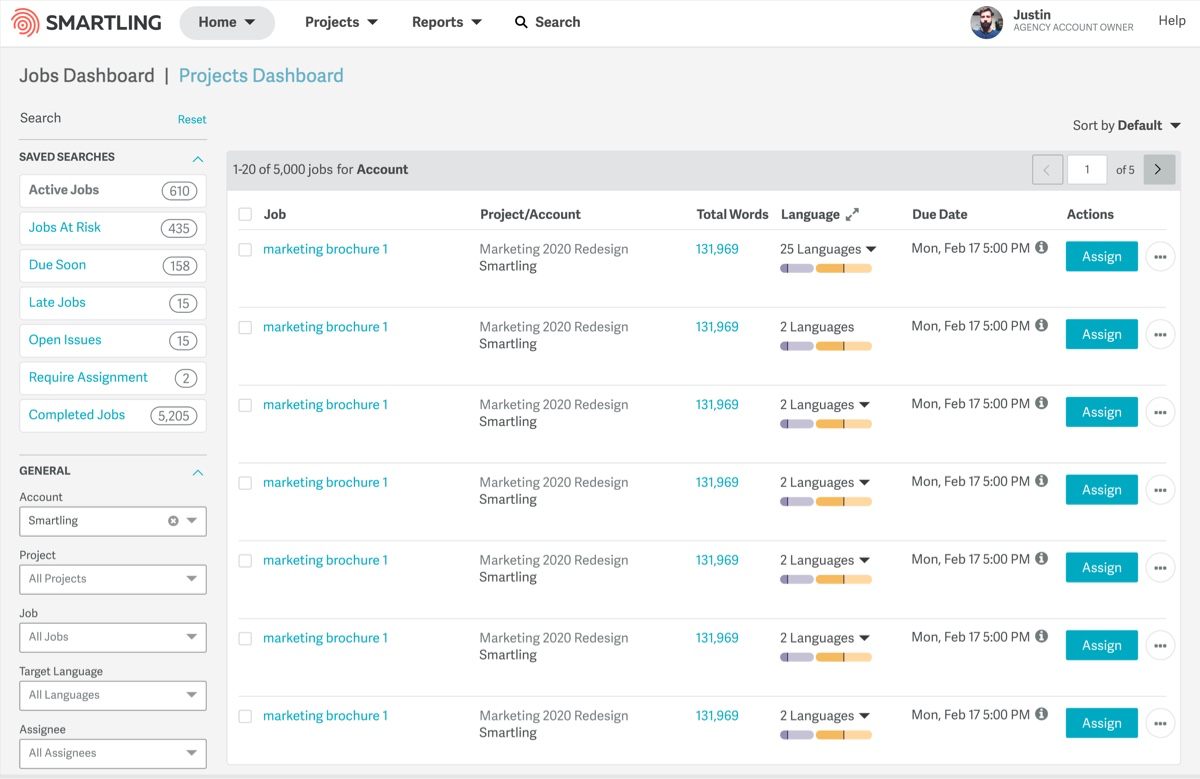 SMARTLING
Home
Projects
Reports
Search
Justin
AGENCY ACCOUNT OWNER
Help
Jobs Dashboard | Projects Dashboard
Search
Reset
SAVED SEARCHES
Active Jobs 610
Jobs At Risk 435
Due Soon 158
Late Jobs 15
Open Issues 15
Require Assignment 2
Completed Jobs 5,205
GENERAL
Account
Smartling
Project
All Projects
Job
All Jobs
Target Language
All Languages
Assignee
All Assignees
Sort by Default
1-20 of 5,000 jobs for Account
1 of 5
Job Project/Account Total Words Language Due Date Actions
marketing brochure 1 Marketing 2020 Redesign 131,969 25 Languages Mon, Feb 17 5:00 PM Assign
Smartling
marketing brochure 1 Marketing 2020 Redesign 131,969 2 Languages Mon, Feb 17 5:00 PM Assign
Smartling
marketing brochure 1 Marketing 2020 Redesign 131,969 2 Languages Mon, Feb 17 5:00 PM Assign
Smartling
marketing brochure 1 Marketing 2020 Redesign 131,969 2 Languages Mon, Feb 17 5:00 PM Assign
Smartling
marketing brochure 1 Marketing 2020 Redesign 131,969 2 Languages Mon, Feb 17 5:00 PM Assign
Smartling
marketing brochure 1 Marketing 2020 Redesign 131,969 2 Languages Mon, Feb 17 5:00 PM Assign
Smartling
marketing brochure 1 Marketing 2020 Redesign 131,969 2 Languages Mon, Feb 17 5:00 PM Assign
Smartling